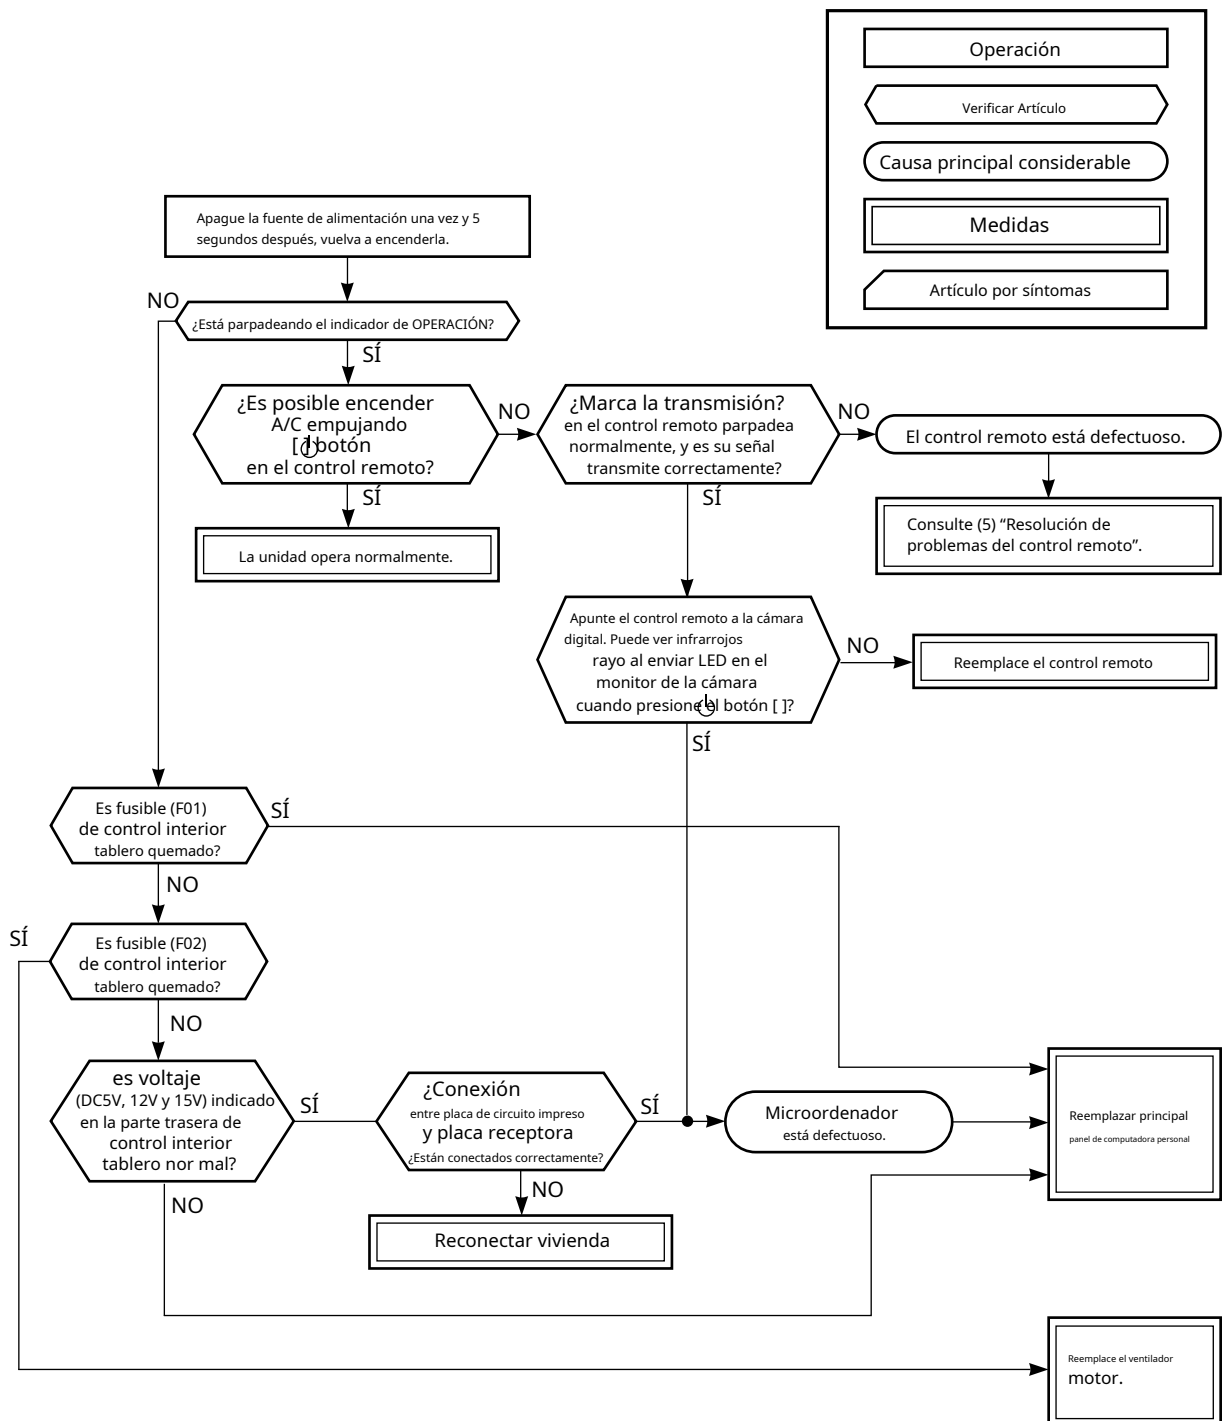 Operación
Verificar Artículo
Causa principal considerable
Medidas
Artículo por síntomas
Apague la fuente de alimentación una vez y 5
segundos después, vuelva a encenderla.
NO
¿Está parpadeando el indicador de OPERACIÓN?
SÍ
¿Es posible encender
A/C empujando
[ ] botón
en el control remoto?
NO
¿Marca la transmisión?
en el control remoto parpadea
normalmente, y es su señal
transmite correctamente?
NO
El control remoto está defectuoso.
SÍ
SÍ
Consulte (5) “Resolución de
problemas del control remoto”.
La unidad opera normalmente.
Apunte el control remoto a la cámara
digital. Puede ver infrarrojos
rayo al enviar LED en el
monitor de la cámara
cuando presione el botón [ ]?
NO
Reemplace el control remoto
SÍ
Es fusible (F01)
de control interior
tablero quemado?
SÍ
NO
SÍ
Es fusible (F02)
de control interior
tablero quemado?
NO
es voltaje
(DC5V, 12V y 15V) indicado
en la parte trasera de
control interior
tablero nor mal?
SÍ
¿Conexión
entre placa de circuito impreso
y placa receptora
¿Están conectados correctamente?
SÍ
Microordenador
está defectuoso.
Reemplazar principal
panel de computadora personal
NO
NO
Reconectar vivienda
Reemplace el ventilador
motor.